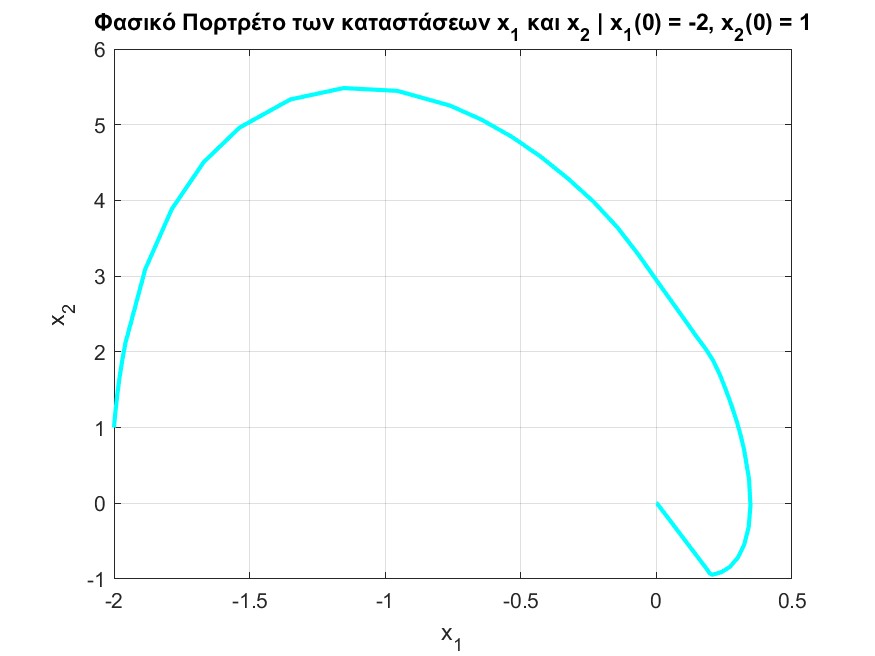 Φασικό Πορτρέτο των καταστάσεων x₁ και x₂ | x₁(0) = -2, x₂(0) = 1
6
5
4
3
2
1
0
-1
x₂
-2 -1.5 -1 -0.5 0 0.5
x₁